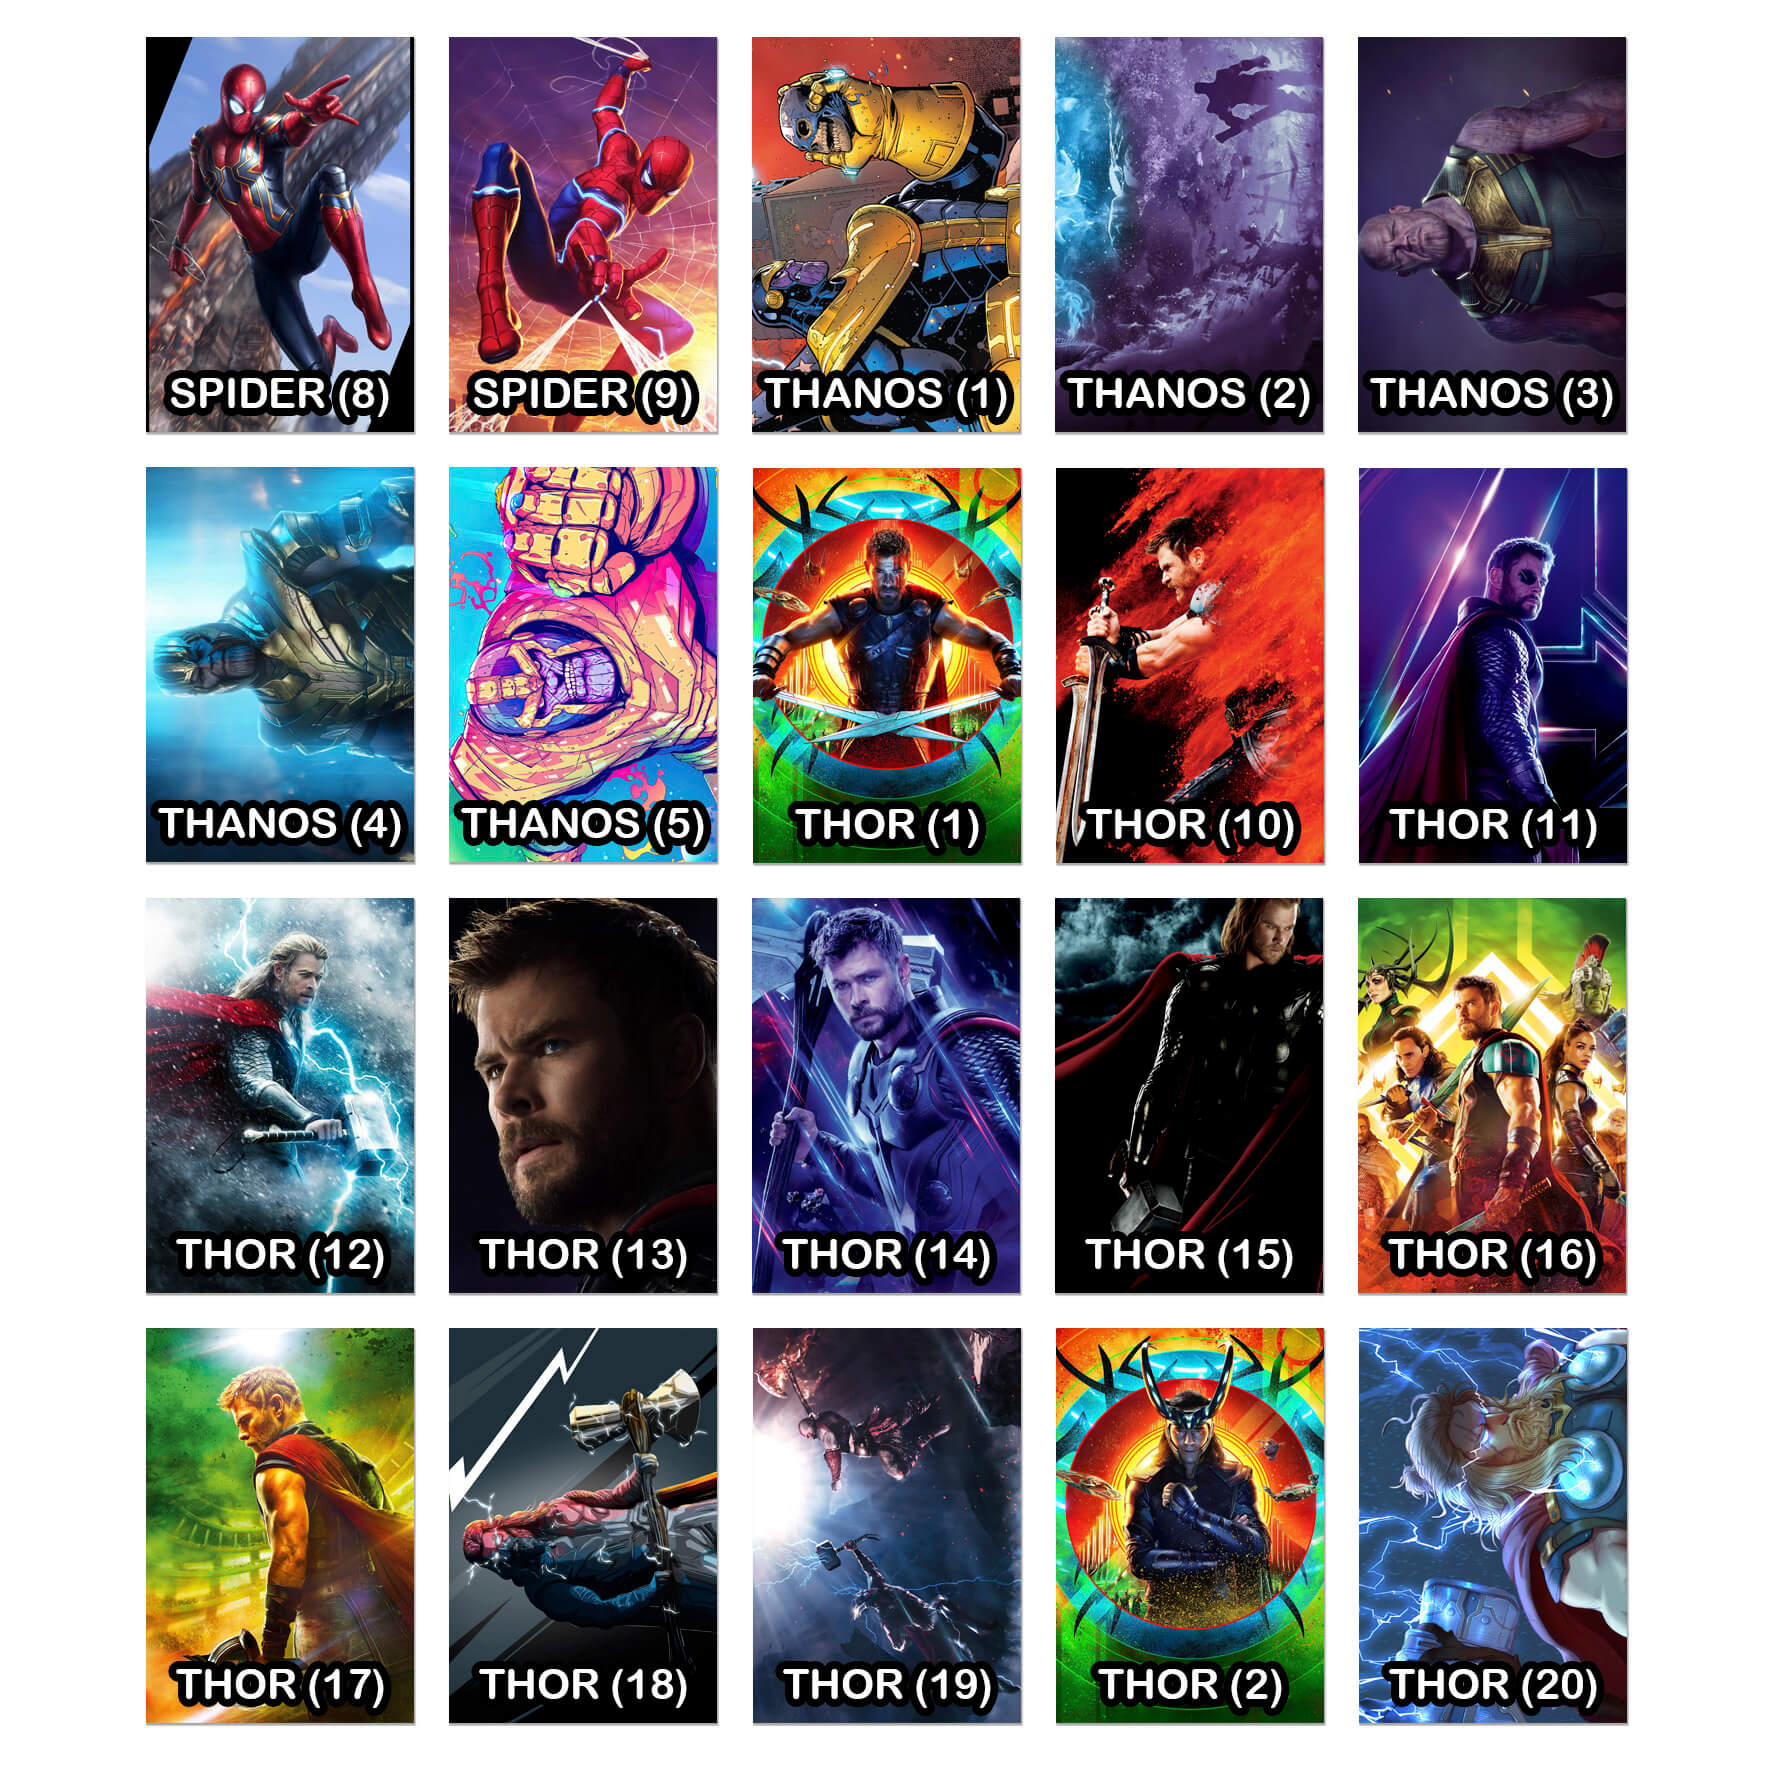 SPIDER (8)
SPIDER (9)
THANOS (1)
THANOS (2)
THANOS (3)
THANOS (4)
THANOS (5)
THOR (1)
THOR (10)
THOR (11)
THOR (12)
THOR (13)
THOR (14)
THOR (15)
THOR (16)
THOR (17)
THOR (18)
THOR (19)
THOR (2)
THOR (20)